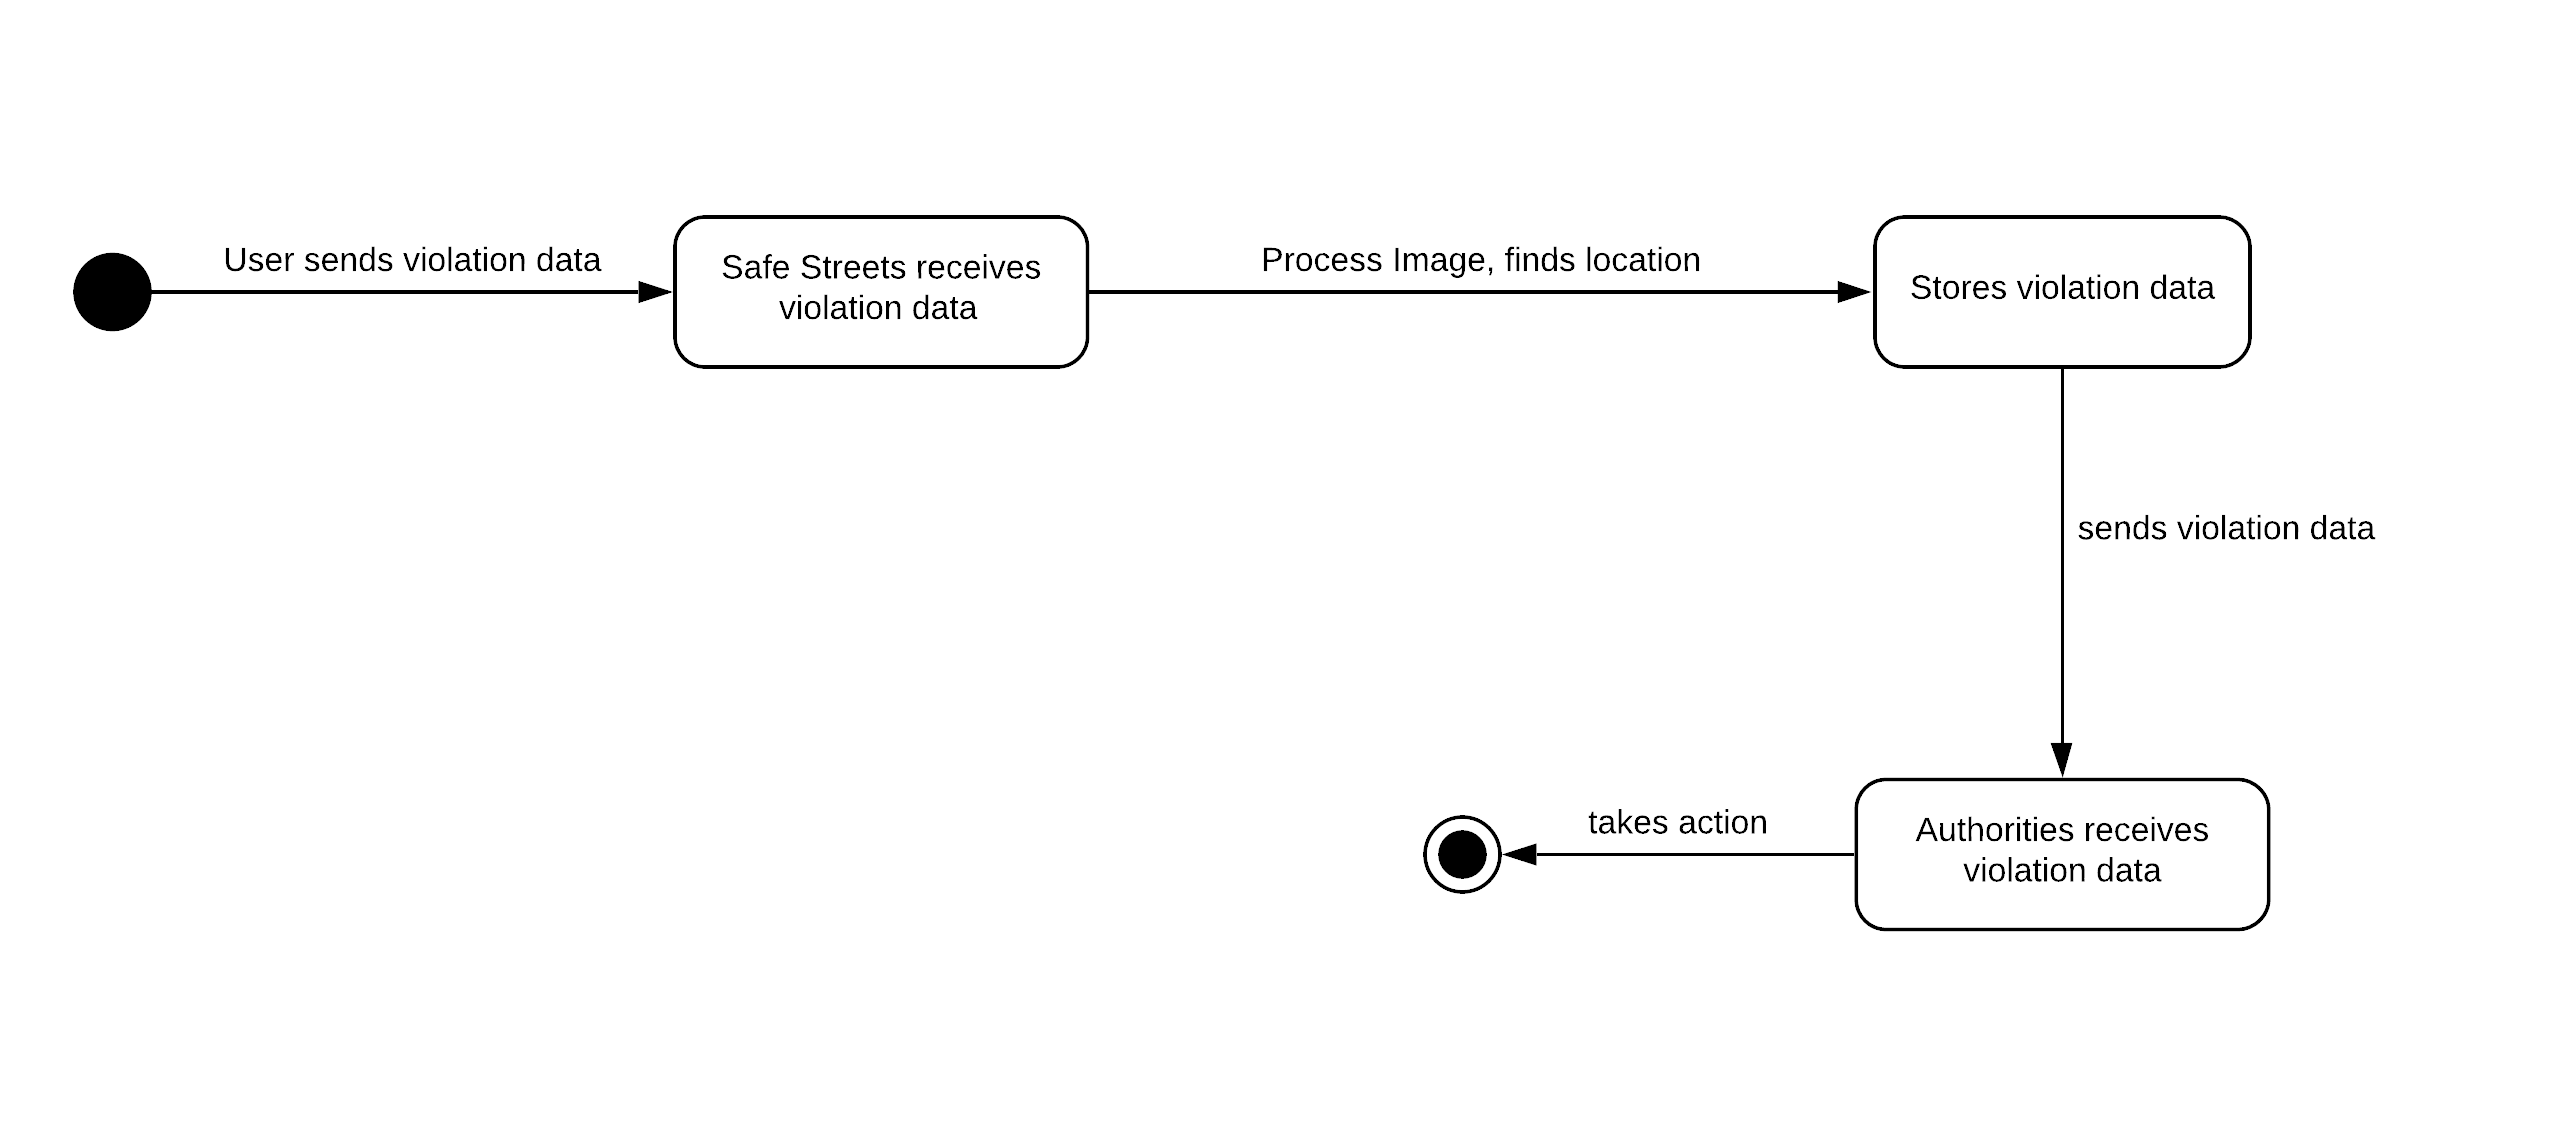 User sends violation data
Safe Streets receives
violation data
Process Image, finds location
Stores violation data
sends violation data
takes action
Authorities receives
violation data